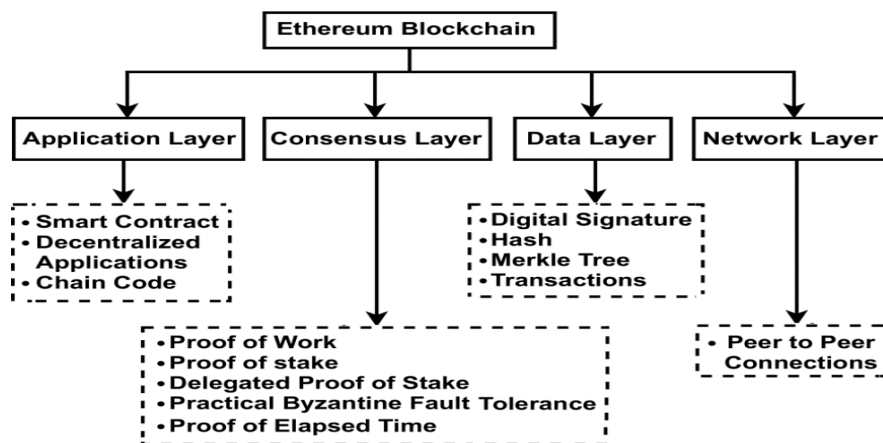 Ethereum Blockchain
Application Layer
Consensus Layer
Data Layer
Network Layer
• Smart Contract
• Decentralized
Applications
• Chain Code
• Digital Signature
• Hash
• Merkle Tree
• Transactions
• Proof of Work
• Proof of stake
• Delegated Proof of Stake
• Practical Byzantine Fault Tolerance
• Proof of Elapsed Time
• Peer to Peer
Connections